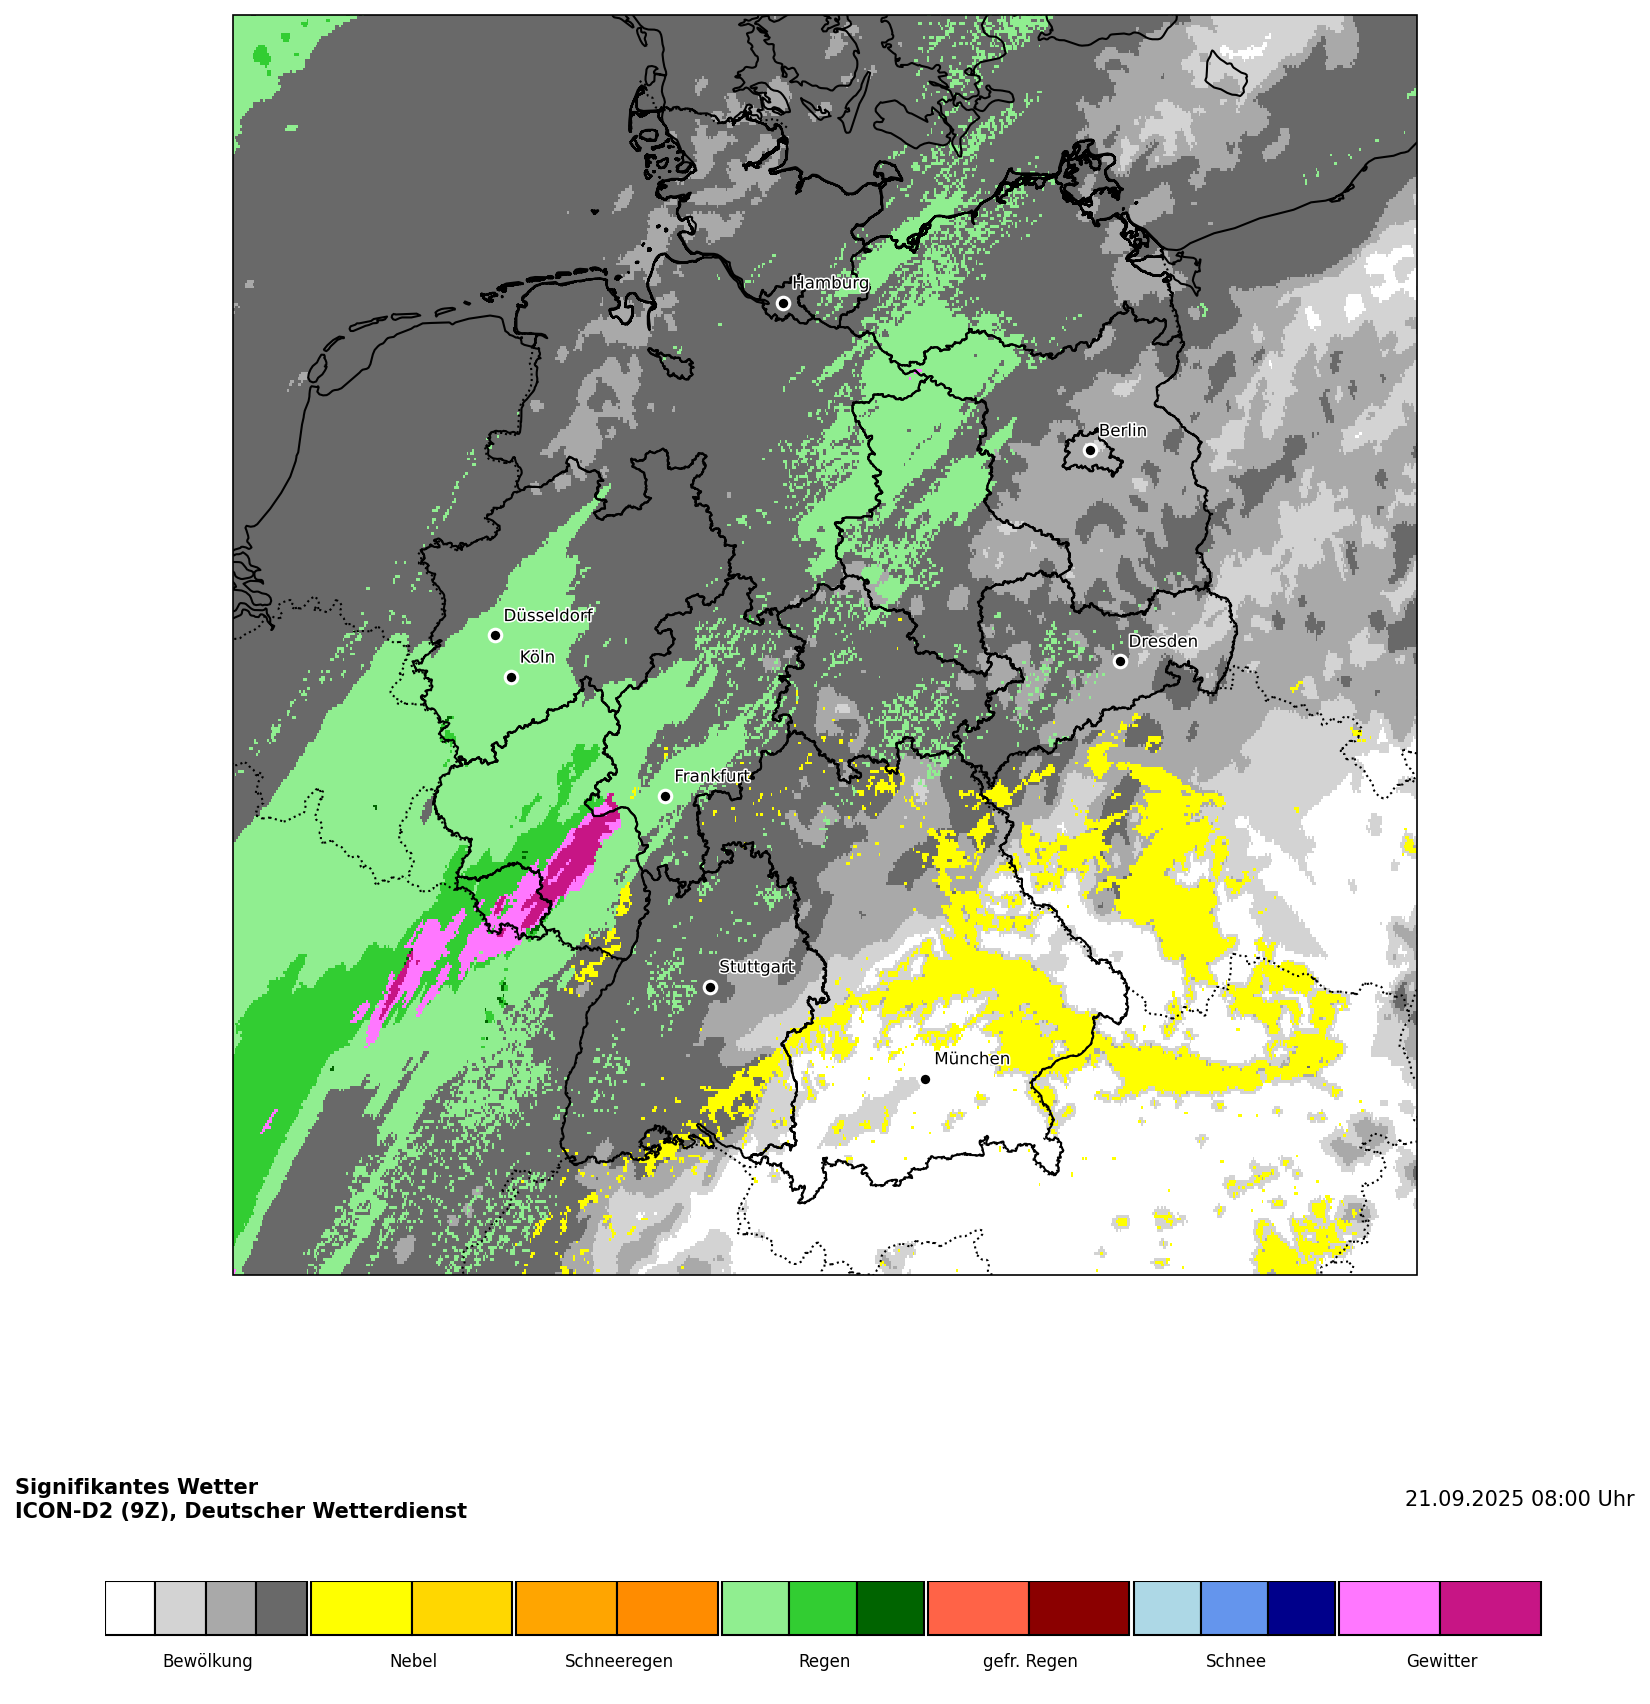 Hamburg
Berlin
Düsseldorf
Dresden
Köln
Frankfurt
Stuttgart
München
Signifikantes Wetter
ICON-D2 (9Z), Deutscher Wetterdienst
21.09.2025 08:00 Uhr
Bewölkung
Nebel
Schneeregen
Regen
gefr. Regen
Schnee
Gewitter